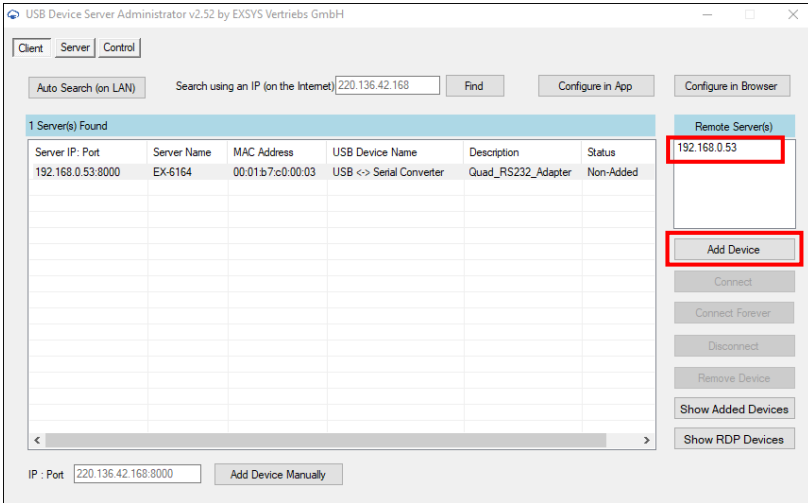 USB Device Server Administrator v2.52 by EXSYS Vertriebs GmbH
Client Server Control
Auto Search (on LAN) Search using an IP (on the Internet) 220.136.42.168 Find Configure in App Configure in Browser
1 Server(s) Found Remote Server(s)
Server IP: Port Server Name MAC Address USB Device Name Description Status 192.168.0.53
192.168.0.53:8000 EX-6164 00:01:b7:c0:00:03 USB <-> Serial Converter Quad_RS232_Adapter Non-Added
Add Device
Connect
Connect Forever
Disconnect
Remove Device
Show Added Devices
Show RDP Devices
IP : Port 220.136.42.168:8000 Add Device Manually